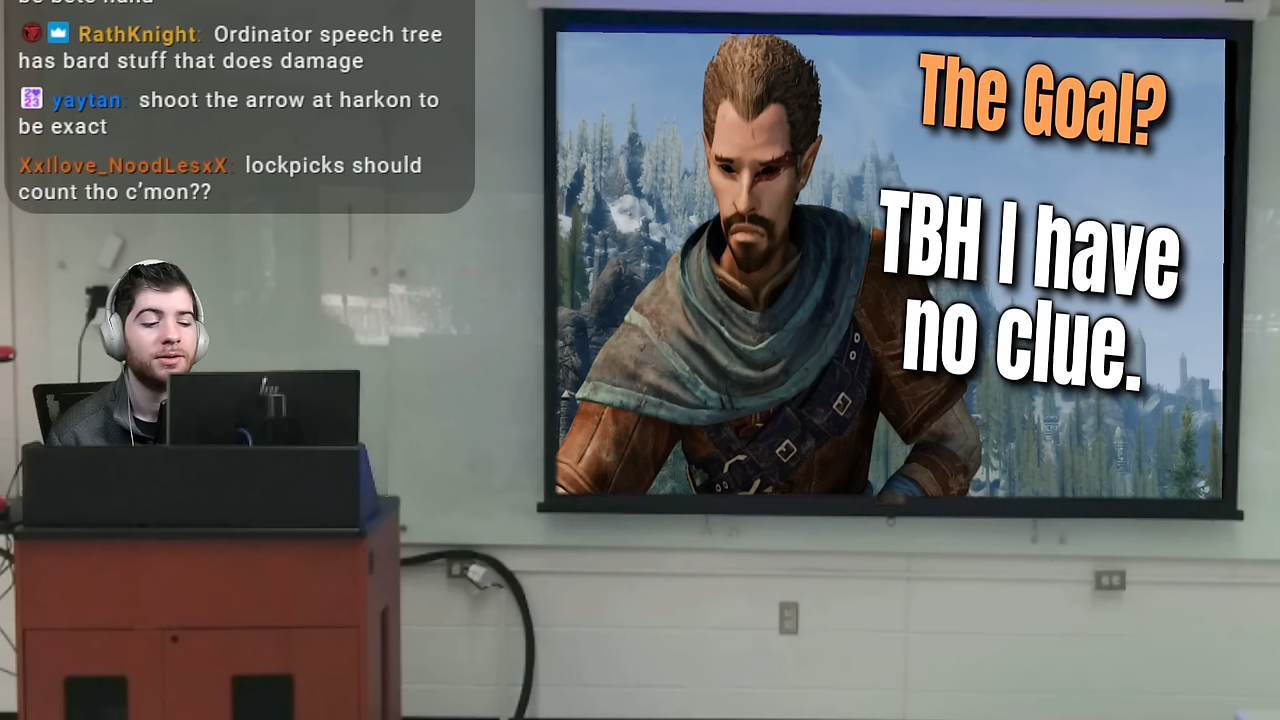 RathKnight: Ordinator speech tree
has bard stuff that does damage
yaytan: shoot the arrow at harkon to
be exact
XxIlove_NoodLesxX: lockpicks should
count tho c'mon??
The Goal?
TBH I have
no clue.